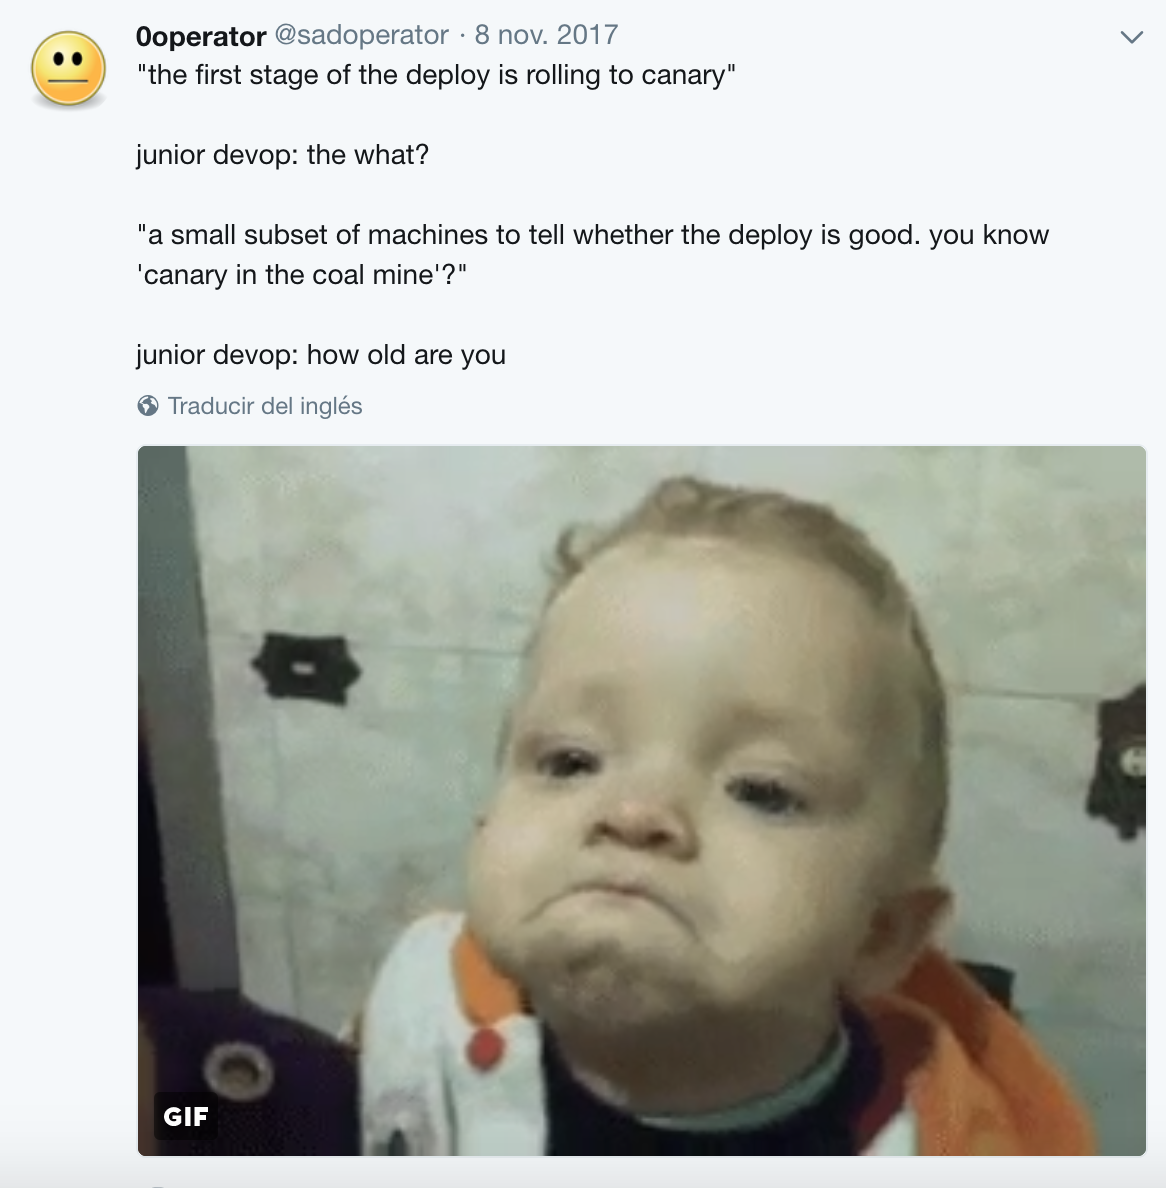 0operator @sadoperator · 8 nov. 2017
"the first stage of the deploy is rolling to canary"
junior devop: the what?
"a small subset of machines to tell whether the deploy is good. you know
'canary in the coal mine'?"
junior devop: how old are you
Traducir del inglés
GIF